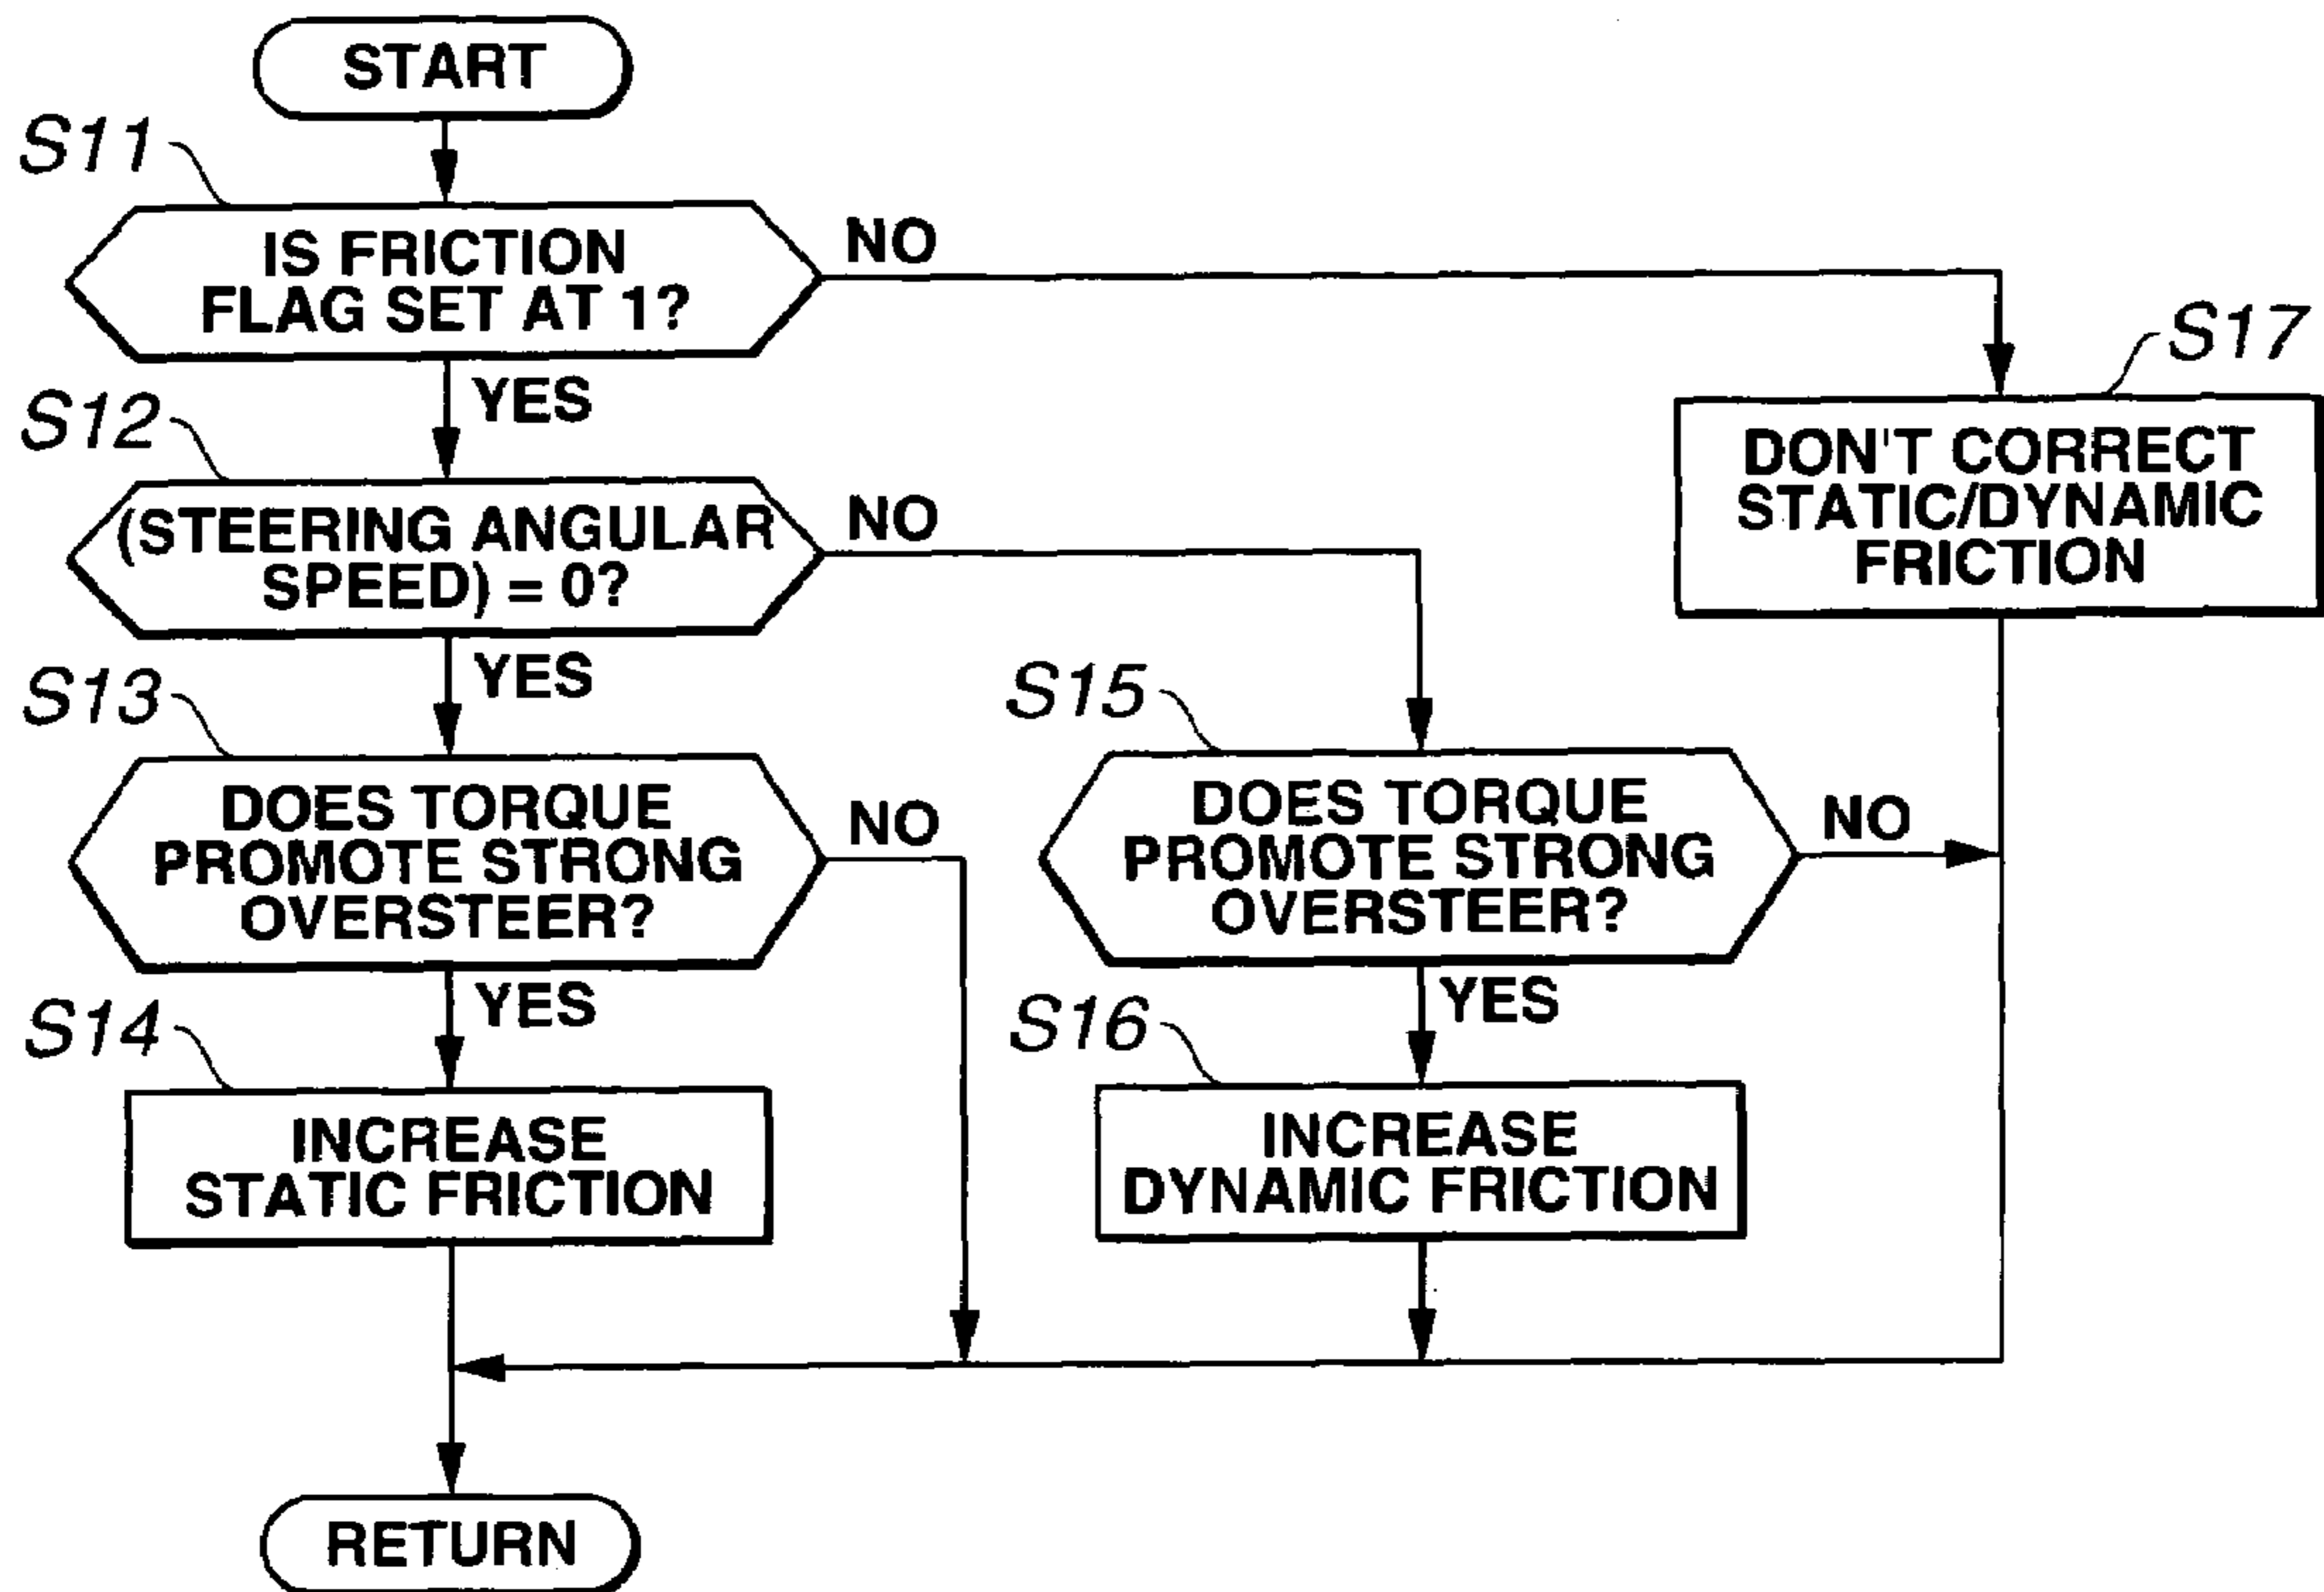 START
S11
IS FRICTION
FLAG SET AT 1?
NO
YES
S17
DON'T CORRECT
STATIC/DYNAMIC
FRICTION
S12
(STEERING ANGULAR
SPEED) = 0?
NO
YES
S13
DOES TORQUE
PROMOTE STRONG
OVERSTEER?
NO
YES
S15
DOES TORQUE
PROMOTE STRONG
OVERSTEER?
NO
YES
S14
INCREASE
STATIC FRICTION
S16
INCREASE
DYNAMIC FRICTION
RETURN